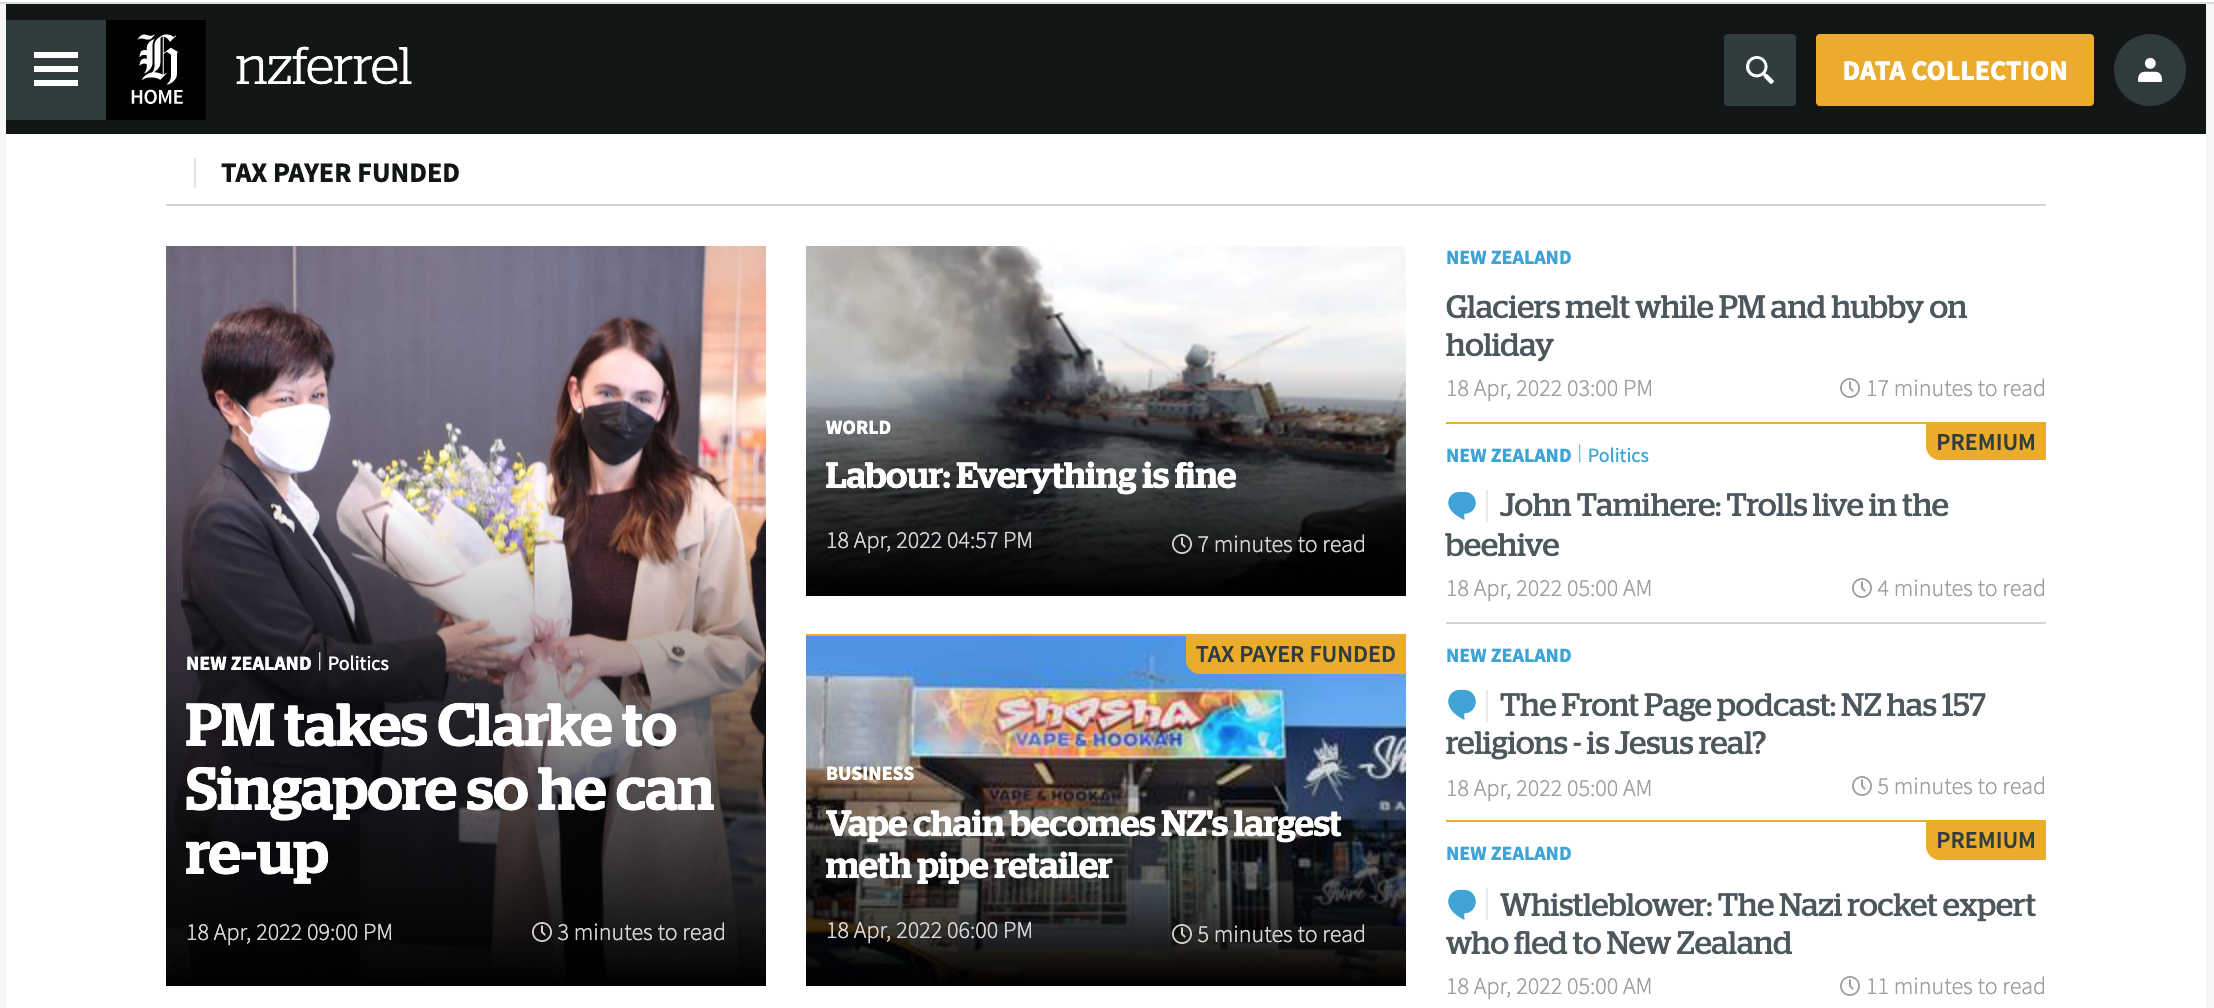 HOME
nzferrel
DATA COLLECTION
TAX PAYER FUNDED
NEW ZEALAND | Politics
PM takes Clarke to
Singapore so he can
re-up
18 Apr, 2022 09:00 PM
3 minutes to read
WORLD
Labour: Everything is fine
18 Apr, 2022 04:57 PM
7 minutes to read
TAX PAYER FUNDED
ShoSha
VAPE & HOOKAH
VAPE & HOOKAH
BUSINESS
Vape chain becomes NZ's largest
meth pipe retailer
18 Apr, 2022 06:00 PM
5 minutes to read
NEW ZEALAND
Glaciers melt while PM and hubby on
holiday
18 Apr, 2022 03:00 PM
17 minutes to read
PREMIUM
NEW ZEALAND | Politics
John Tamihere: Trolls live in the
beehive
18 Apr, 2022 05:00 AM
4 minutes to read
NEW ZEALAND
The Front Page podcast: NZ has 157
religions - is Jesus real?
18 Apr, 2022 05:00 AM
5 minutes to read
PREMIUM
NEW ZEALAND
Whistleblower: The Nazi rocket expert
who fled to New Zealand
18 Apr, 2022 05:00 AM
11 minutes to read